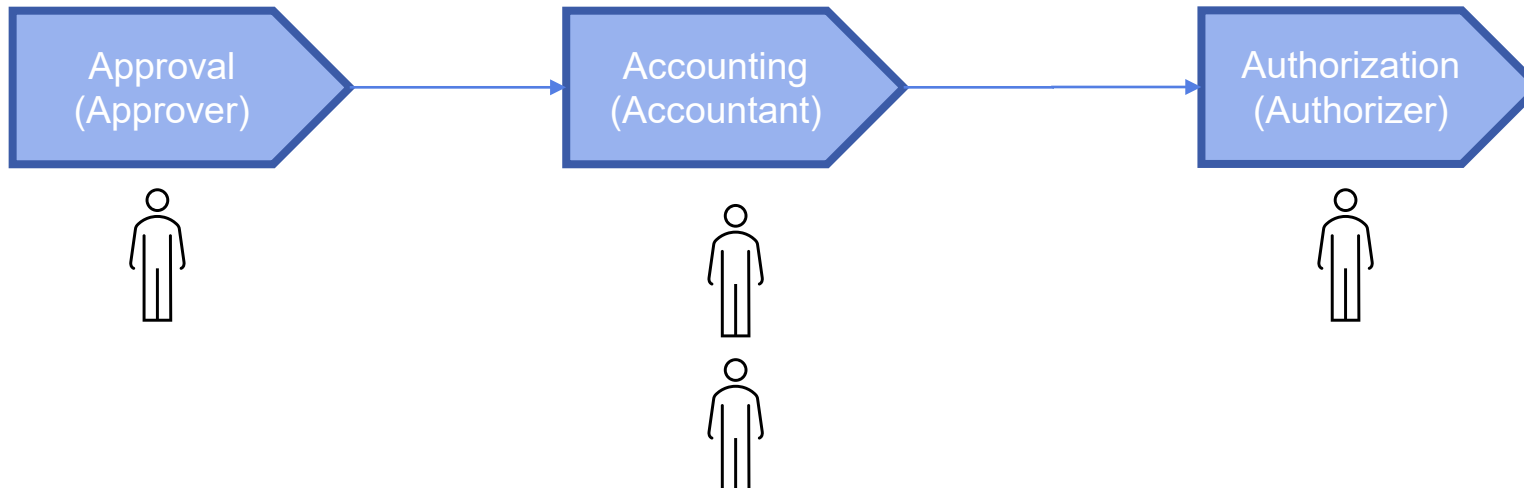 Approval
(Approver)
Accounting
(Accountant)
Authorization
(Authorizer)